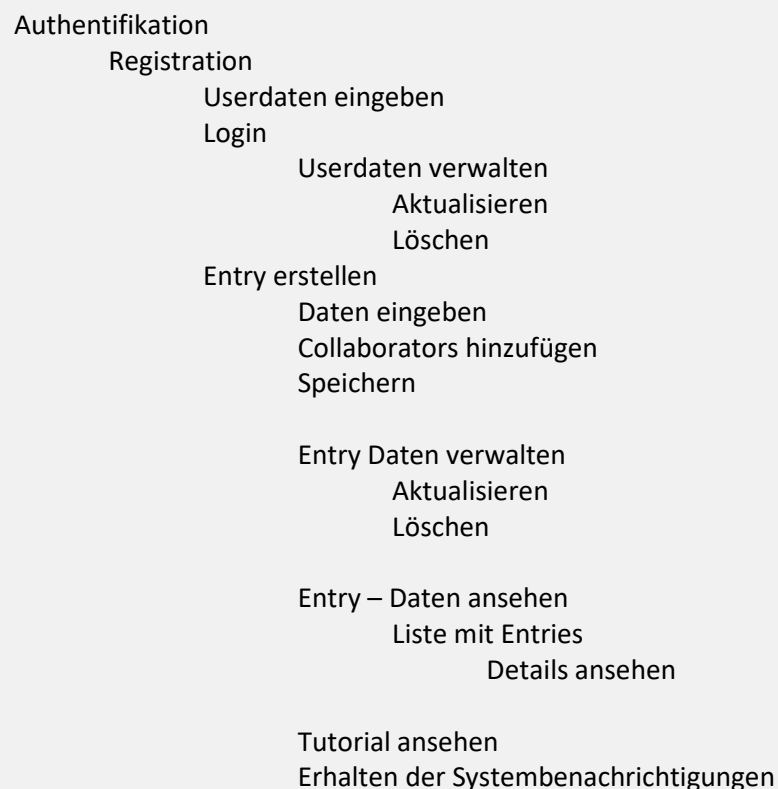 Authentifikation
Registration
Userdaten eingeben
Login
Userdaten verwalten
Aktualisieren
Löschen
Entry erstellen
Daten eingeben
Collaborators hinzufügen
Speichern
Entry Daten verwalten
Aktualisieren
Löschen
Entry – Daten ansehen
Liste mit Entries
Details ansehen
Tutorial ansehen
Erhalten der Systembenachrichtigungen